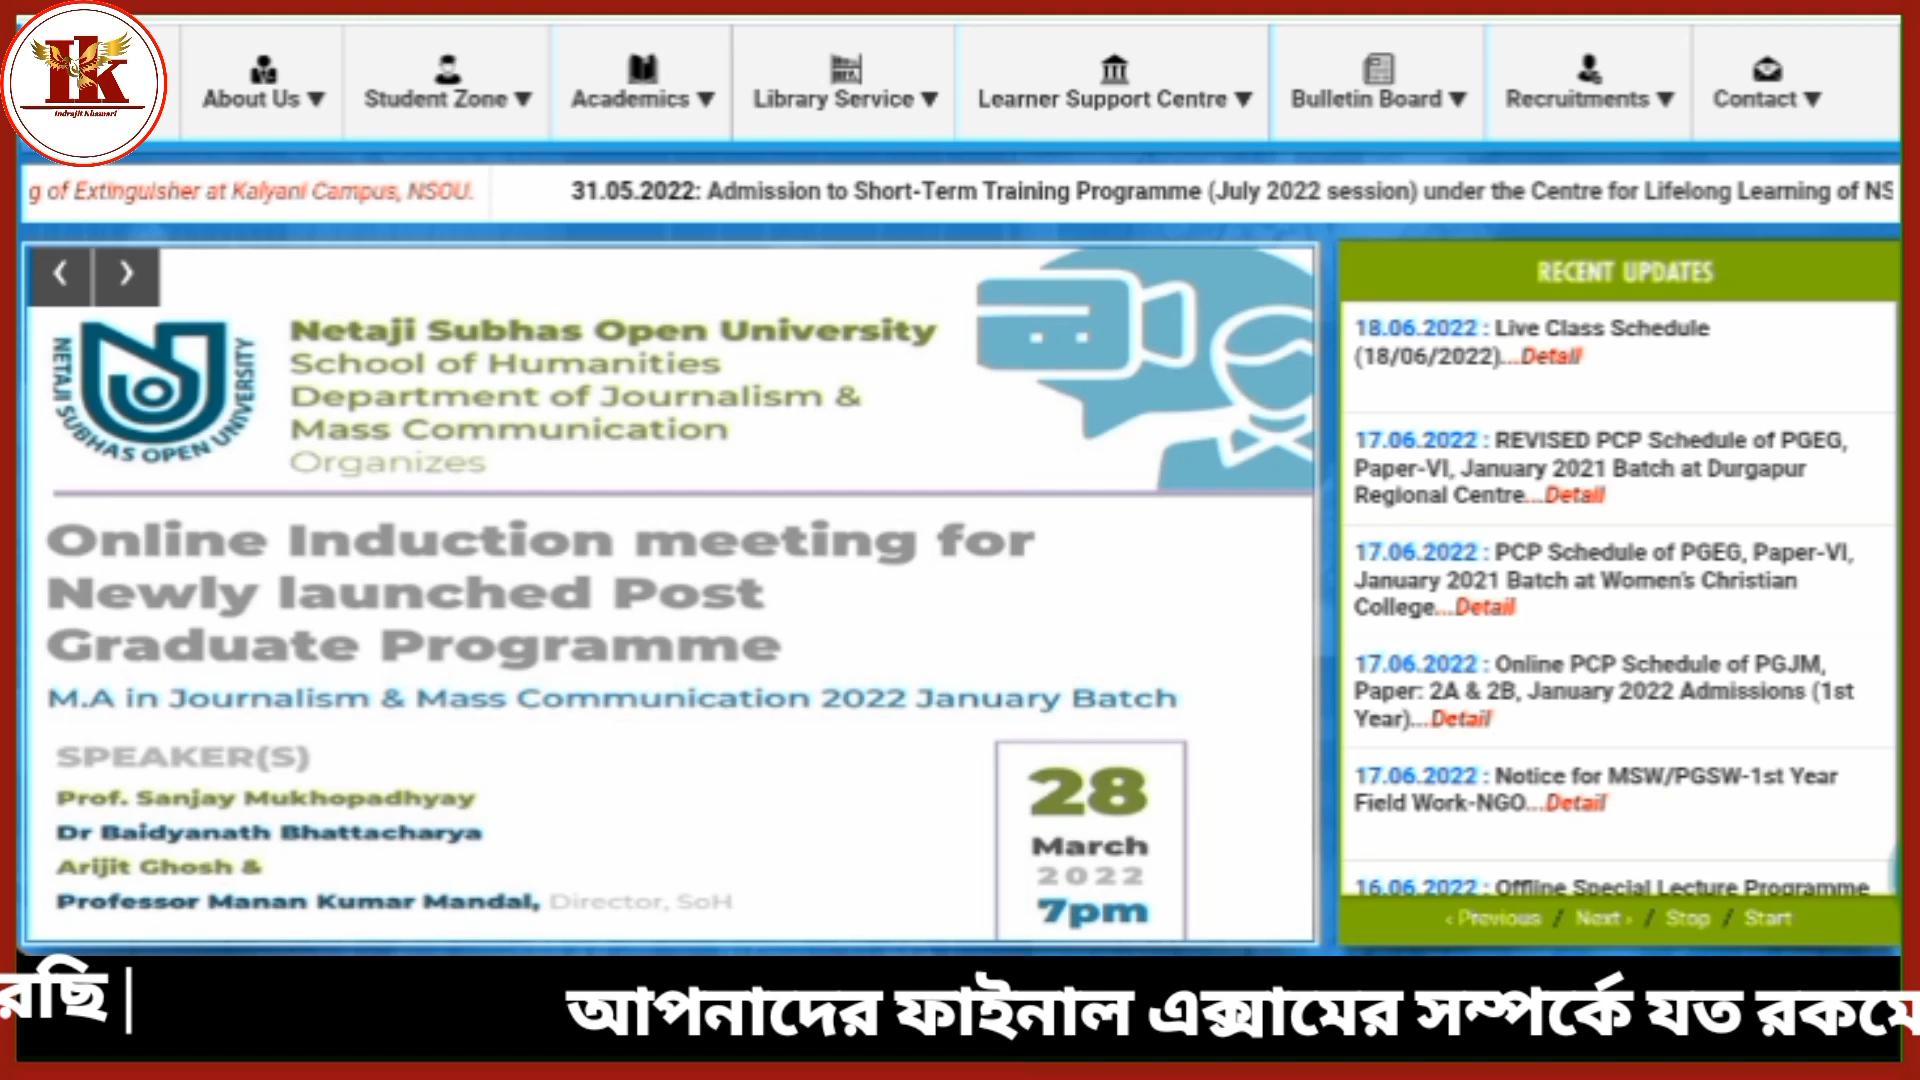 IK
Indrajit Khawari
About Us ▼
Student Zone ▼
Academics ▼
Library Service ▼
Learner Support Centre ▼
Bulletin Board ▼
Recruitments ▼
Contact ▼
g of Extinguisher at Kalyani Campus, NSOU.
31.05.2022: Admission to Short-Term Training Programme (July 2022 session) under the Centre for Lifelong Learning of NS
NETAJI SUBHAS OPEN UNIVERSITY
Netaji Subhas Open University
School of Humanities
Department of Journalism &
Mass Communication
Organizes
Online Induction meeting for
Newly launched Post
Graduate Programme
M.A in Journalism & Mass Communication 2022 January Batch
SPEAKER(S)
Prof. Sanjay Mukhopadhyay
Dr Baidyanath Bhattacharya
Arijit Ghosh &
Professor Manan Kumar Mandal, Director, SoH
28
March
2022
7pm
RECENT UPDATES
18.06.2022 : Live Class Schedule
(18/06/2022)...Detail
17.06.2022 : REVISED PCP Schedule of PGEG,
Paper-VI, January 2021 Batch at Durgapur
Regional Centre...Detail
17.06.2022 : PCP Schedule of PGEG, Paper-VI,
January 2021 Batch at Women's Christian
College...Detail
17.06.2022 : Online PCP Schedule of PGJM,
Paper: 2A & 2B, January 2022 Admissions (1st
Year)...Detail
17.06.2022 : Notice for MSW/PGSW-1st Year
Field Work-NGO...Detail
16.06.2022 : Offline Special Lecture Programme
‹ Previous / Next › / Stop / Start
রছি | আপনাদের ফাইনাল এক্সামের সম্পর্কে যত রকমে